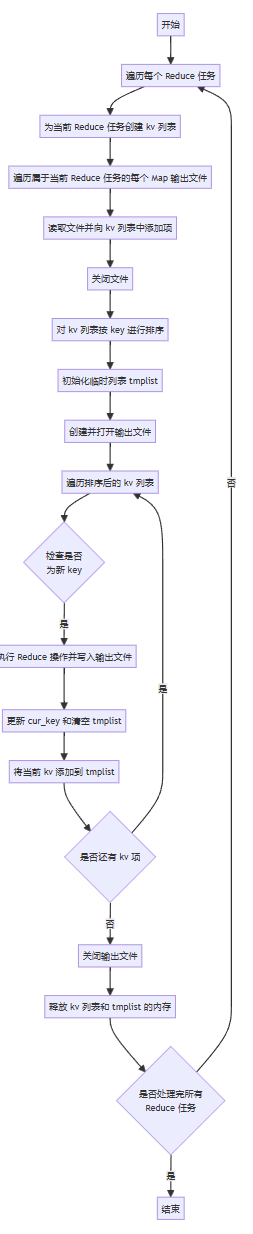 开始
遍历每个 Reduce 任务
为当前 Reduce 任务创建 kv 列表
遍历属于当前 Reduce 任务的每个 Map 输出文件
读取文件并向 kv 列表中添加项
关闭文件
对 kv 列表按 key 进行排序
初始化临时列表 tmplist
创建并打开输出文件
遍历排序后的 kv 列表
否
检查是否
为新 key
是
执行 Reduce 操作并写入输出文件
是
更新 cur_key 和清空 tmplist
将当前 kv 添加到 tmplist
是否还有 kv 项
否
关闭输出文件
释放 kv 列表和 tmplist 的内存
是否处理完所有
Reduce 任务
是
结束